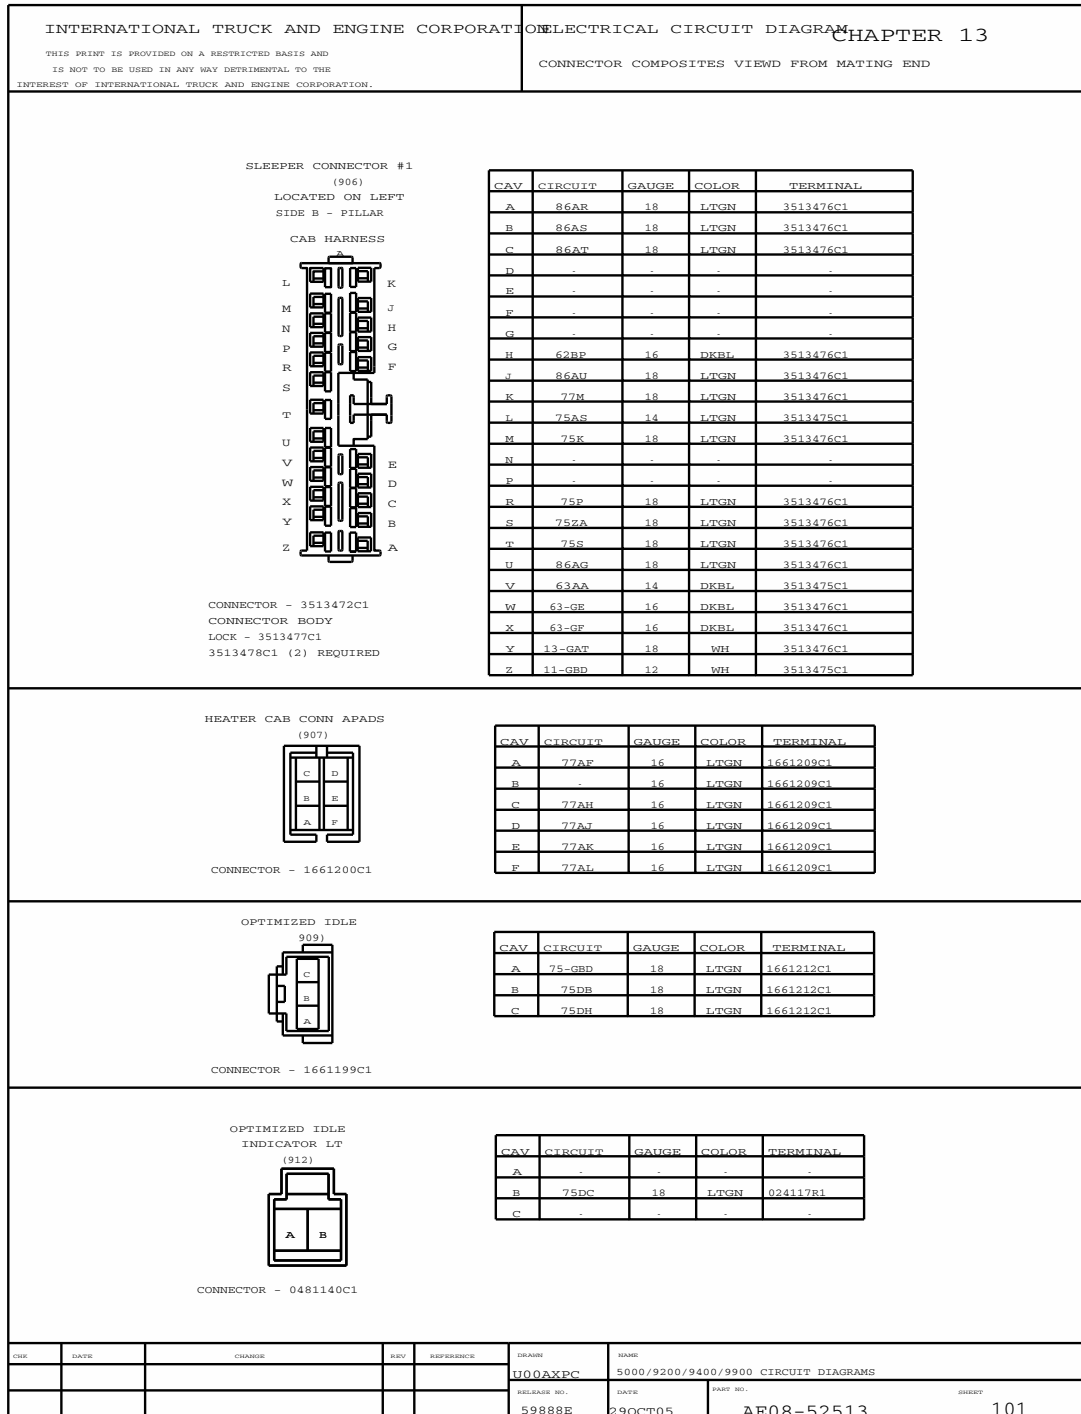 INTERNATIONAL TRUCK AND ENGINE CORPORATION
THIS PRINT IS PROVIDED ON A RESTRICTED BASIS AND
IS NOT TO BE USED IN ANY WAY DETRIMENTAL TO THE
INTEREST OF INTERNATIONAL TRUCK AND ENGINE CORPORATION.
ELECTRICAL CIRCUIT DIAGRAM
CHAPTER 13
CONNECTOR COMPOSITES VIEWD FROM MATING END
SLEEPER CONNECTOR #1
(906)
LOCATED ON LEFT
SIDE B - PILLAR
CAB HARNESS
A
L K
M J
N H
P G
R F
S
T
U
V E
W D
X C
Y B
Z A
CONNECTOR - 3513472C1
CONNECTOR BODY
LOCK - 3513477C1
3513478C1 (2) REQUIRED
CAV CIRCUIT GAUGE COLOR TERMINAL
A 86AR 18 LTGN 3513476C1
B 86AS 18 LTGN 3513476C1
C 86AT 18 LTGN 3513476C1
D - - - -
E - - - -
F - - - -
G - - - -
H 62BP 16 DKBL 3513476C1
J 86AU 18 LTGN 3513476C1
K 77M 18 LTGN 3513476C1
L 75AS 14 LTGN 3513475C1
M 75K 18 LTGN 3513476C1
N - - - -
P - - - -
R 75P 18 LTGN 3513476C1
S 75ZA 18 LTGN 3513476C1
T 75S 18 LTGN 3513476C1
U 86AG 18 LTGN 3513476C1
V 63AA 14 DKBL 3513475C1
W 63-GE 16 DKBL 3513476C1
X 63-GF 16 DKBL 3513476C1
Y 13-GAT 18 WH 3513476C1
Z 11-GBD 12 WH 3513475C1
HEATER CAB CONN APADS
(907)
C D
B E
A F
CONNECTOR - 1661200C1
CAV CIRCUIT GAUGE COLOR TERMINAL
A 77AF 16 LTGN 1661209C1
B - 16 LTGN 1661209C1
C 77AH 16 LTGN 1661209C1
D 77AJ 16 LTGN 1661209C1
E 77AK 16 LTGN 1661209C1
F 77AL 16 LTGN 1661209C1
OPTIMIZED IDLE
909)
C
B
A
CONNECTOR - 1661199C1
CAV CIRCUIT GAUGE COLOR TERMINAL
A 75-GBD 18 LTGN 1661212C1
B 75DB 18 LTGN 1661212C1
C 75DH 18 LTGN 1661212C1
OPTIMIZED IDLE
INDICATOR LT
(912)
A B
CONNECTOR - 0481140C1
CAV CIRCUIT GAUGE COLOR TERMINAL
A - - - -
B 75DC 18 LTGN 024117R1
C - - - -
CHK DATE CHANGE REV REFERENCE
DRAWN
U00AXPC
NAME
5000/9200/9400/9900 CIRCUIT DIAGRAMS
RELEASE NO.
59888E
DATE
29OCT05
PART NO.
AE08-52513
SHEET
101